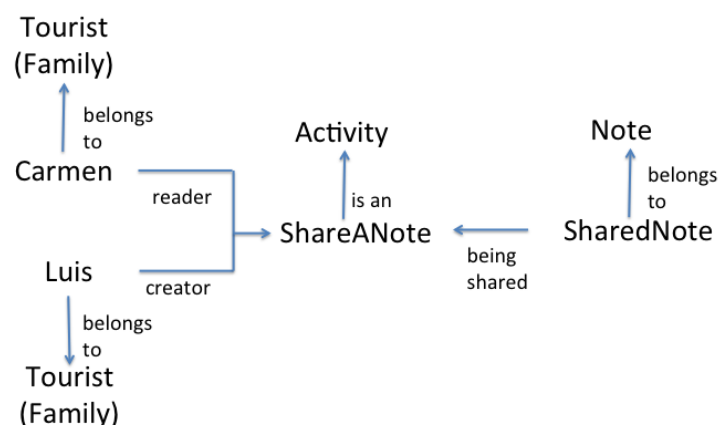 Tourist
(Family)
belongs
to
Carmen
reader
Activity
is an
ShareANote
Note
belongs
to
SharedNote
being
shared
Luis
creator
belongs
to
Tourist
(Family)